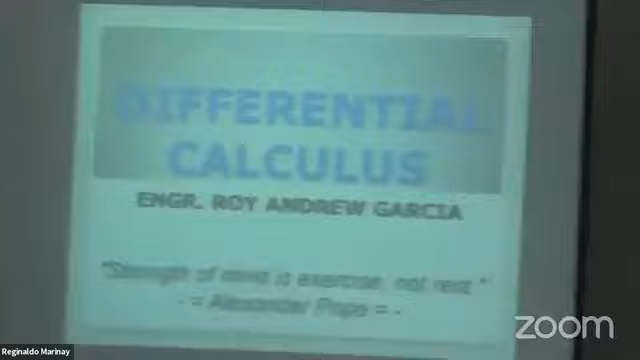 DIFFERENTIAL
CALCULUS
ENGR. ROY ANDREW GARCIA
"Strength of mind is exercise, not rest."
- = Alexander Pope = -
zoom
Reginaldo Marinay